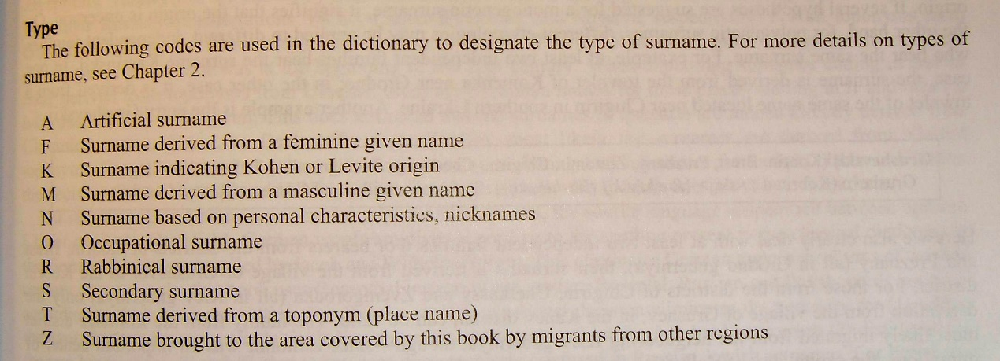 Type
The following codes are used in the dictionary to designate the type of surname. For more details on types of
surname, see Chapter 2.
A Artificial surname
F Surname derived from a feminine given name
K Surname indicating Kohen or Levite origin
M Surname derived from a masculine given name
N Surname based on personal characteristics, nicknames
O Occupational surname
R Rabbinical surname
S Secondary surname
T Surname derived from a toponym (place name)
Z Surname brought to the area covered by this book by migrants from other regions